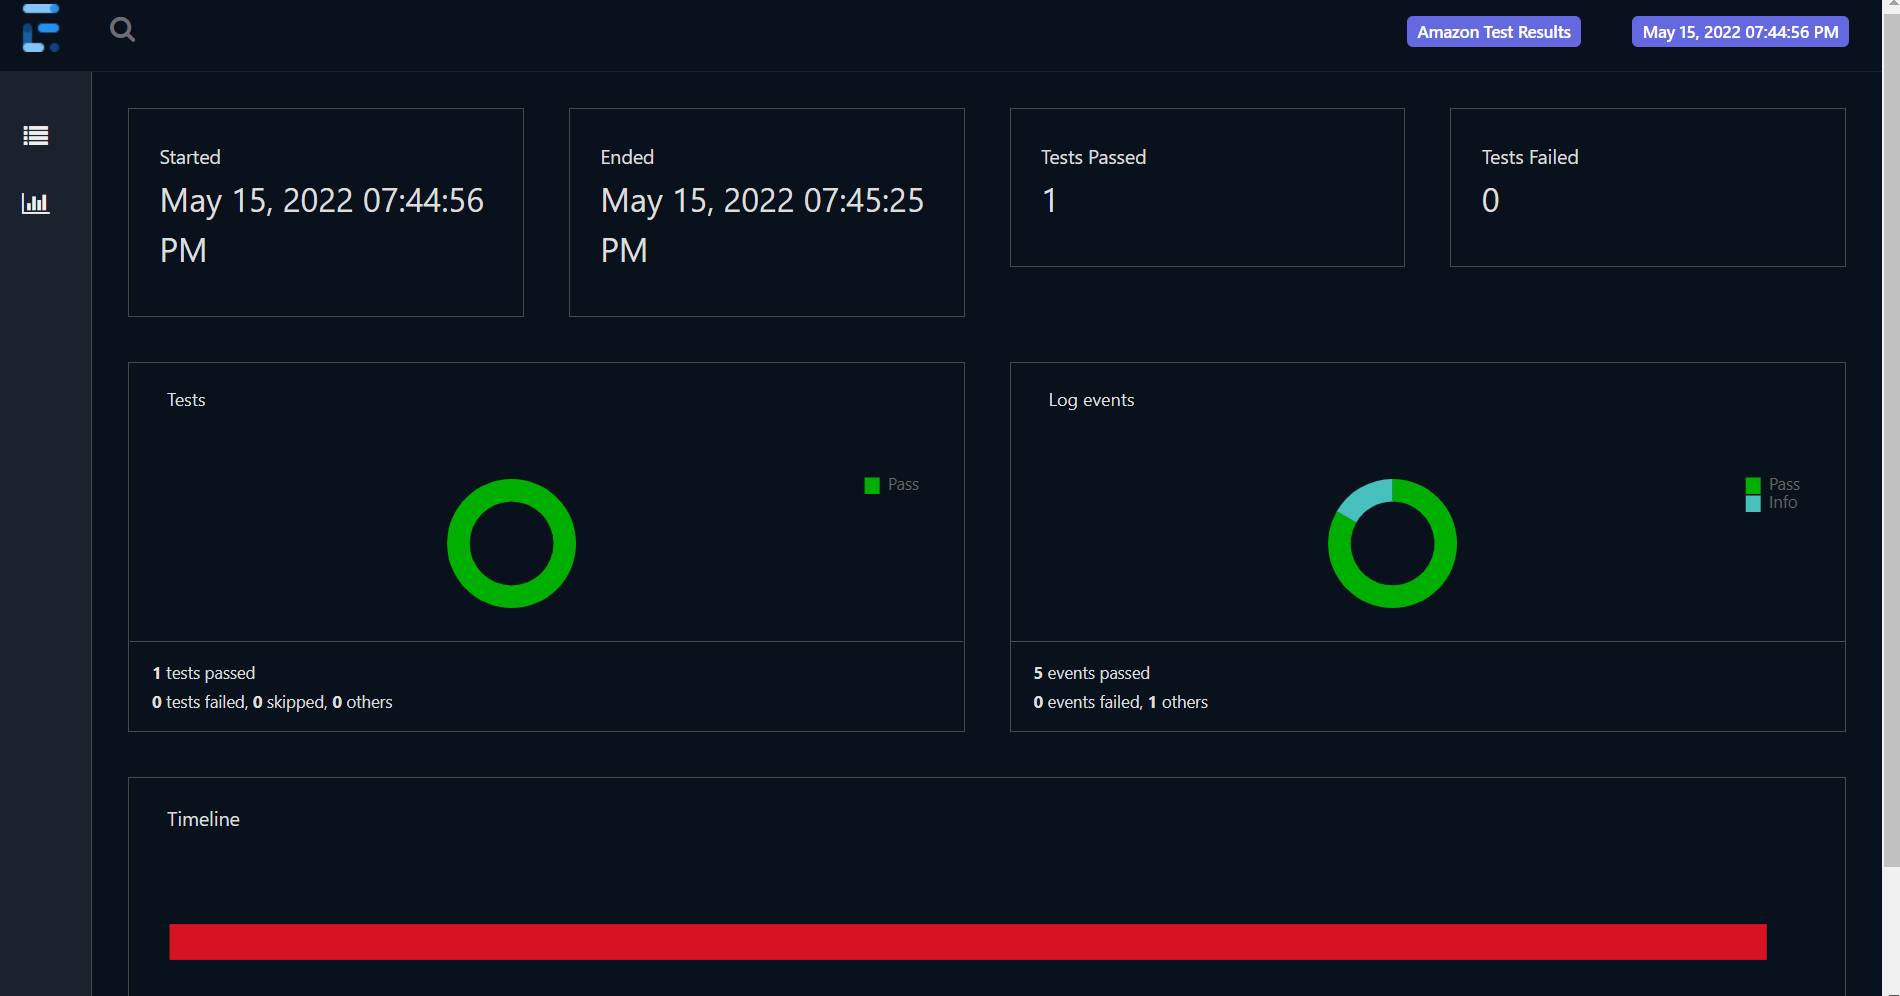 Amazon Test Results
May 15, 2022 07:44:56 PM
Started
May 15, 2022 07:44:56
PM
Ended
May 15, 2022 07:45:25
PM
Tests Passed
1
Tests Failed
0
Tests
Pass
1 tests passed
0 tests failed, 0 skipped, 0 others
Log events
Pass
Info
5 events passed
0 events failed, 1 others
Timeline